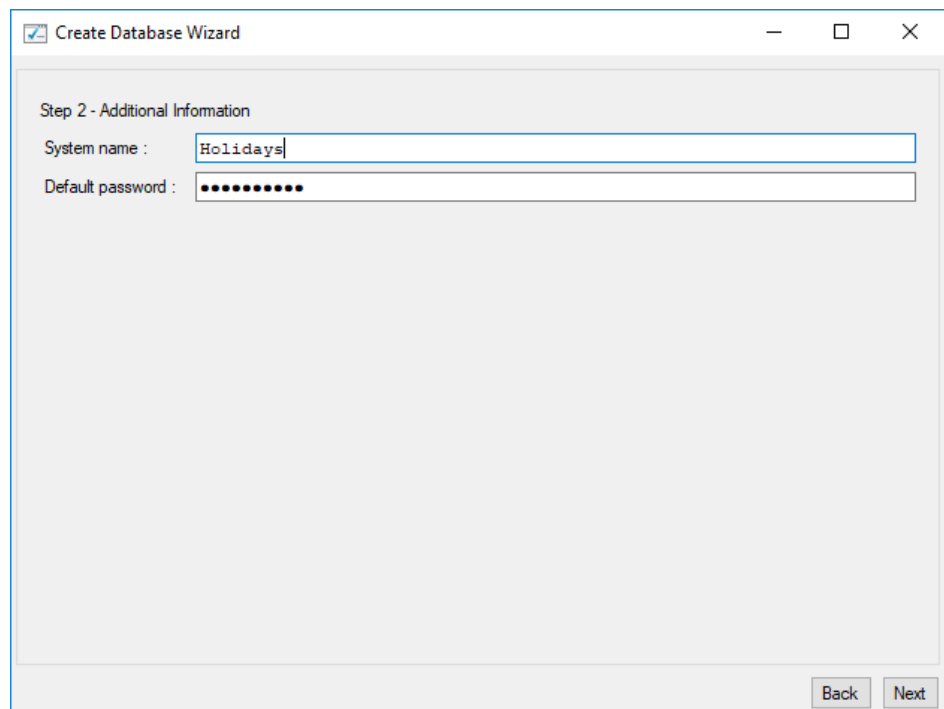 Create Database Wizard
Step 2 - Additional Information
System name : Holidays
Default password : ••••••••••
Back Next